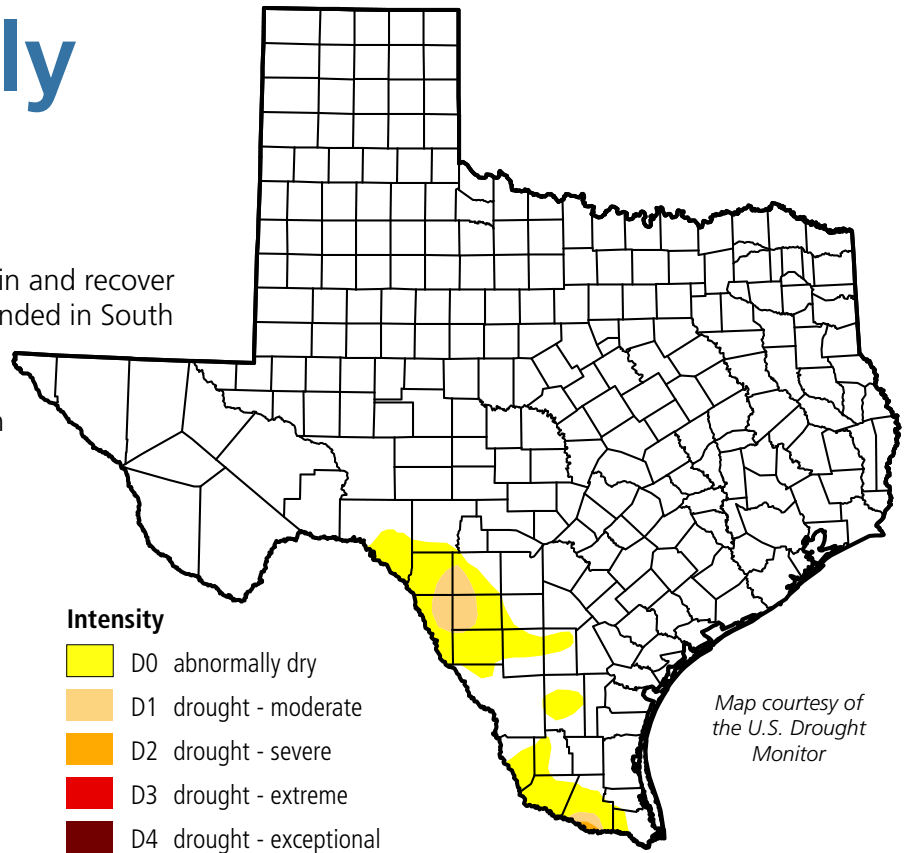 ly
in and recover
nded in South
n
Intensity
D0 abnormally dry
D1 drought - moderate
D2 drought - severe
D3 drought - extreme
D4 drought - exceptional
Map courtesy of
the U.S. Drought
Monitor